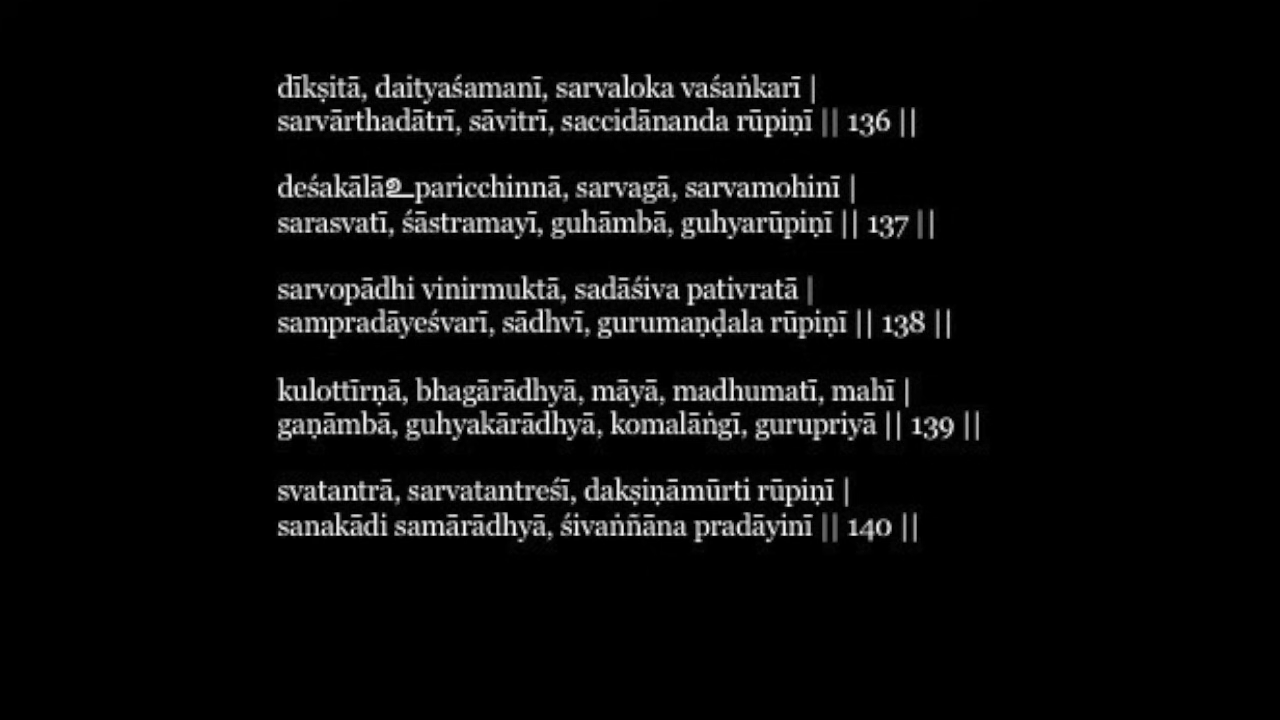 dīkṣitā, daityaśamanī, sarvaloka vaśaṅkarī |
sarvārthadātrī, sāvitrī, saccidānanda rūpiṇī || 136 ||
deśakālāஉparicchinnā, sarvagā, sarvamohinī |
sarasvatī, śāstramayī, guhāmbā, guhyarūpiṇī || 137 ||
sarvopādhi vinirmuktā, sadāśiva pativratā |
sampradāyeśvarī, sādhvī, gurumaṇḍala rūpiṇī || 138 ||
kulottīrṇā, bhagārādhyā, māyā, madhumatī, mahī |
gaṇāmbā, guhyakārādhyā, komalāṅgī, gurupriyā || 139 ||
svatantrā, sarvatantreśī, dakṣiṇāmūrti rūpiṇī |
sanakādi samārādhyā, śivaṅñāna pradāyinī || 140 ||